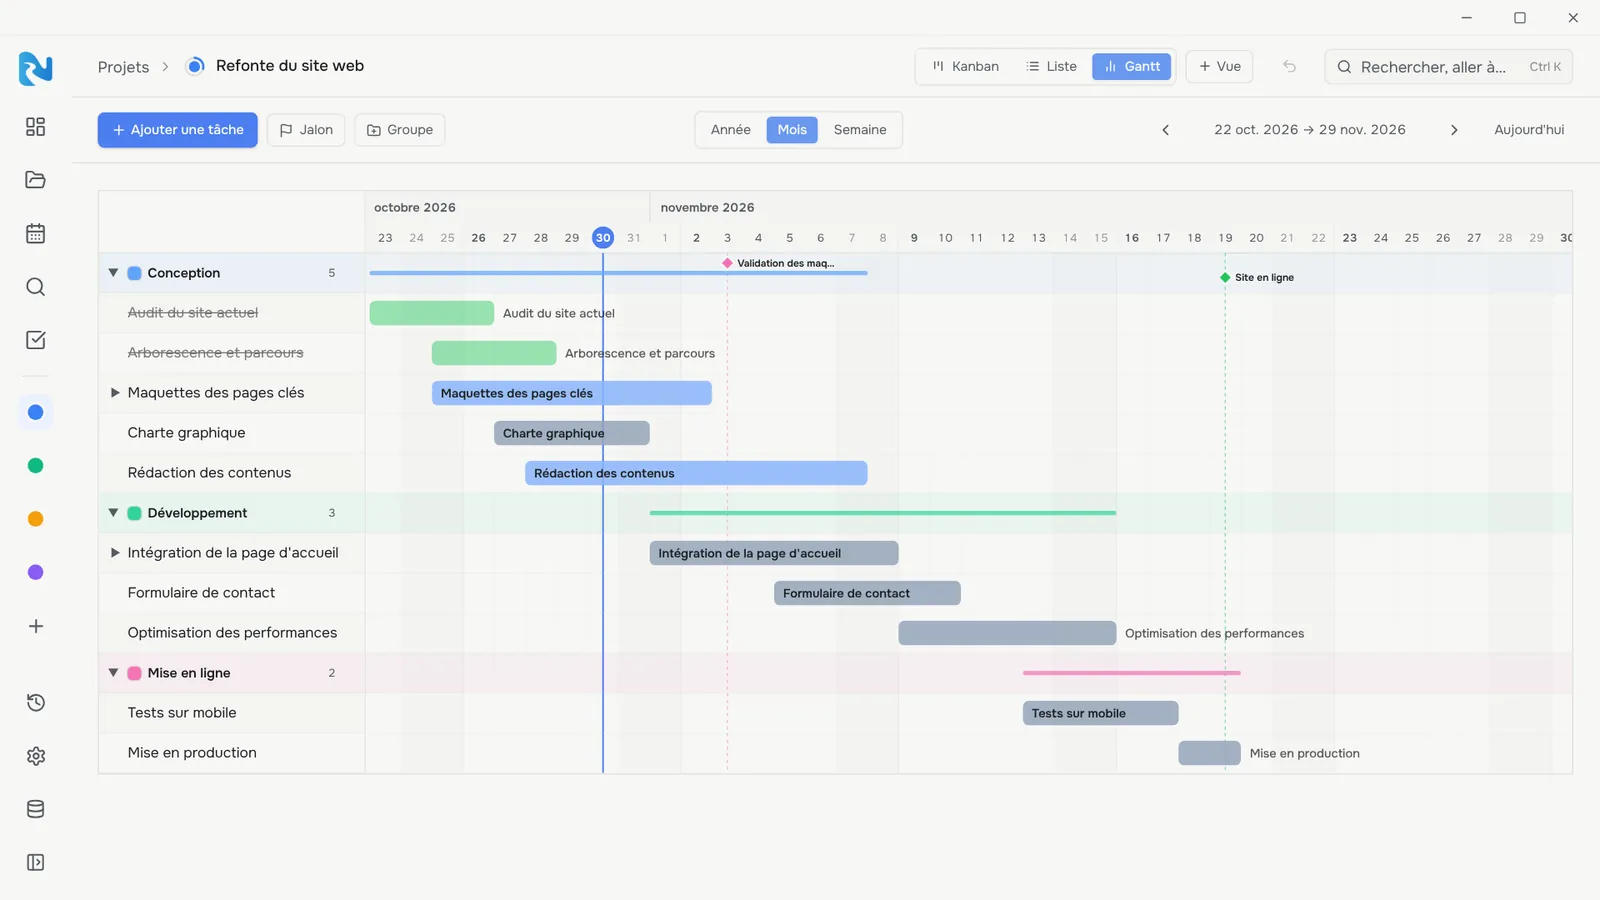 Projets
Refonte du site web
Kanban
Liste
Gantt
Vue
Rechercher, aller à...
Ctrl K
Ajouter une tâche
Jalon
Groupe
Année
Mois
Semaine
22 oct. 2026 → 29 nov. 2026
Aujourd'hui
octobre 2026
novembre 2026
23 24 25 26 27 28 29 30 31 1 2 3 4 5 6 7 8 9 10 11 12 13 14 15 16 17 18 19 20 21 22 23 24 25 26 27 28 29 30
Conception 5
Validation des maq...
Site en ligne
Audit du site actuel
Audit du site actuel
Arborescence et parcours
Arborescence et parcours
Maquettes des pages clés
Maquettes des pages clés
Charte graphique
Charte graphique
Rédaction des contenus
Rédaction des contenus
Développement 3
Intégration de la page d'accueil
Intégration de la page d'accueil
Formulaire de contact
Formulaire de contact
Optimisation des performances
Optimisation des performances
Mise en ligne 2
Tests sur mobile
Tests sur mobile
Mise en production
Mise en production